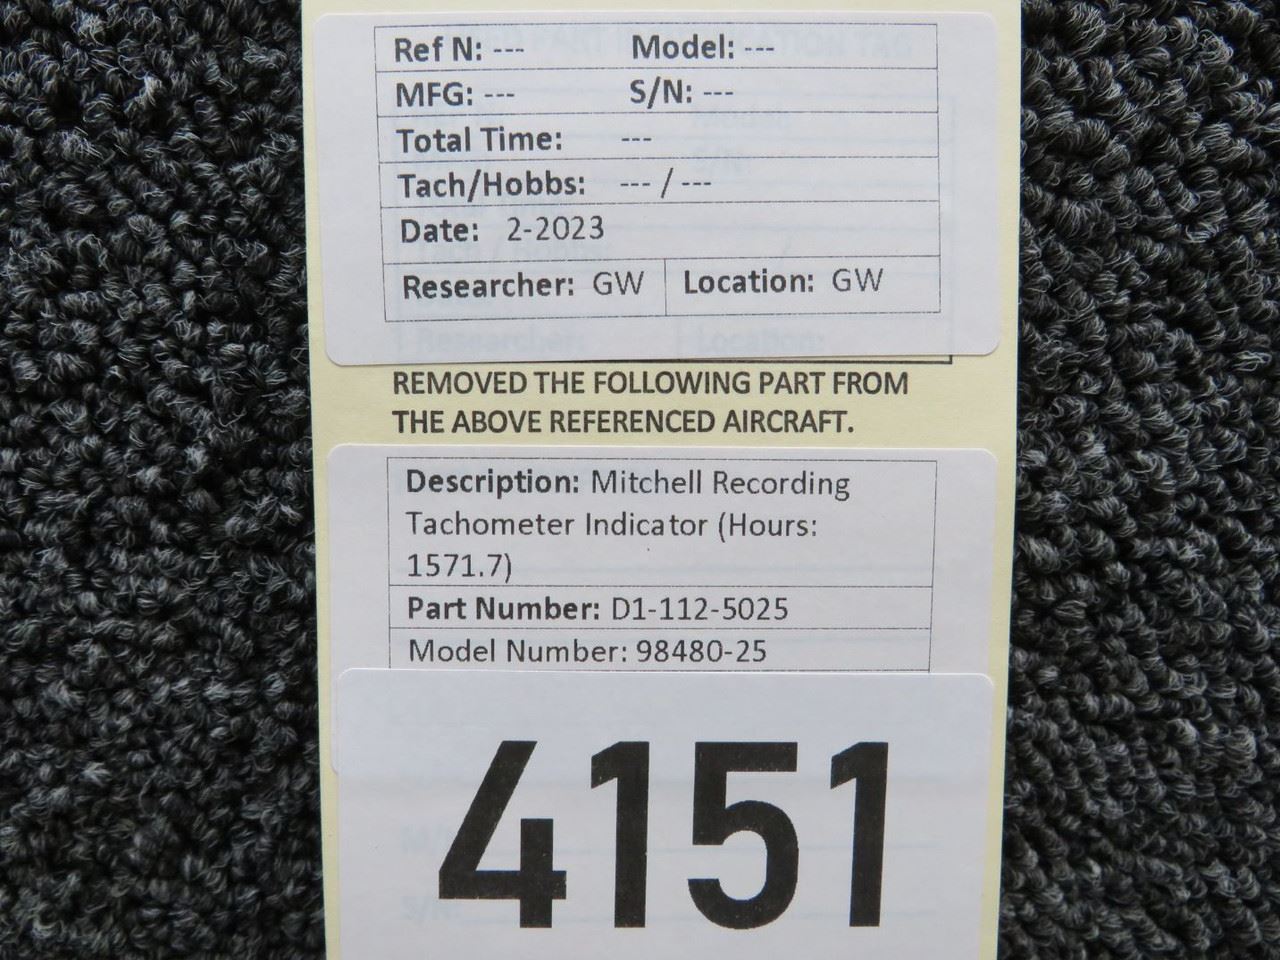 Ref N: --- Model: ---
MFG: --- S/N: ---
Total Time: ---
Tach/Hobbs: --- / ---
Date: 2-2023
Researcher: GW Location: GW
Researcher: Location:
REMOVED THE FOLLOWING PART FROM
THE ABOVE REFERENCED AIRCRAFT.
Description: Mitchell Recording
Tachometer Indicator (Hours:
1571.7)
Part Number: D1-112-5025
Model Number: 98480-25
4151
S/N: